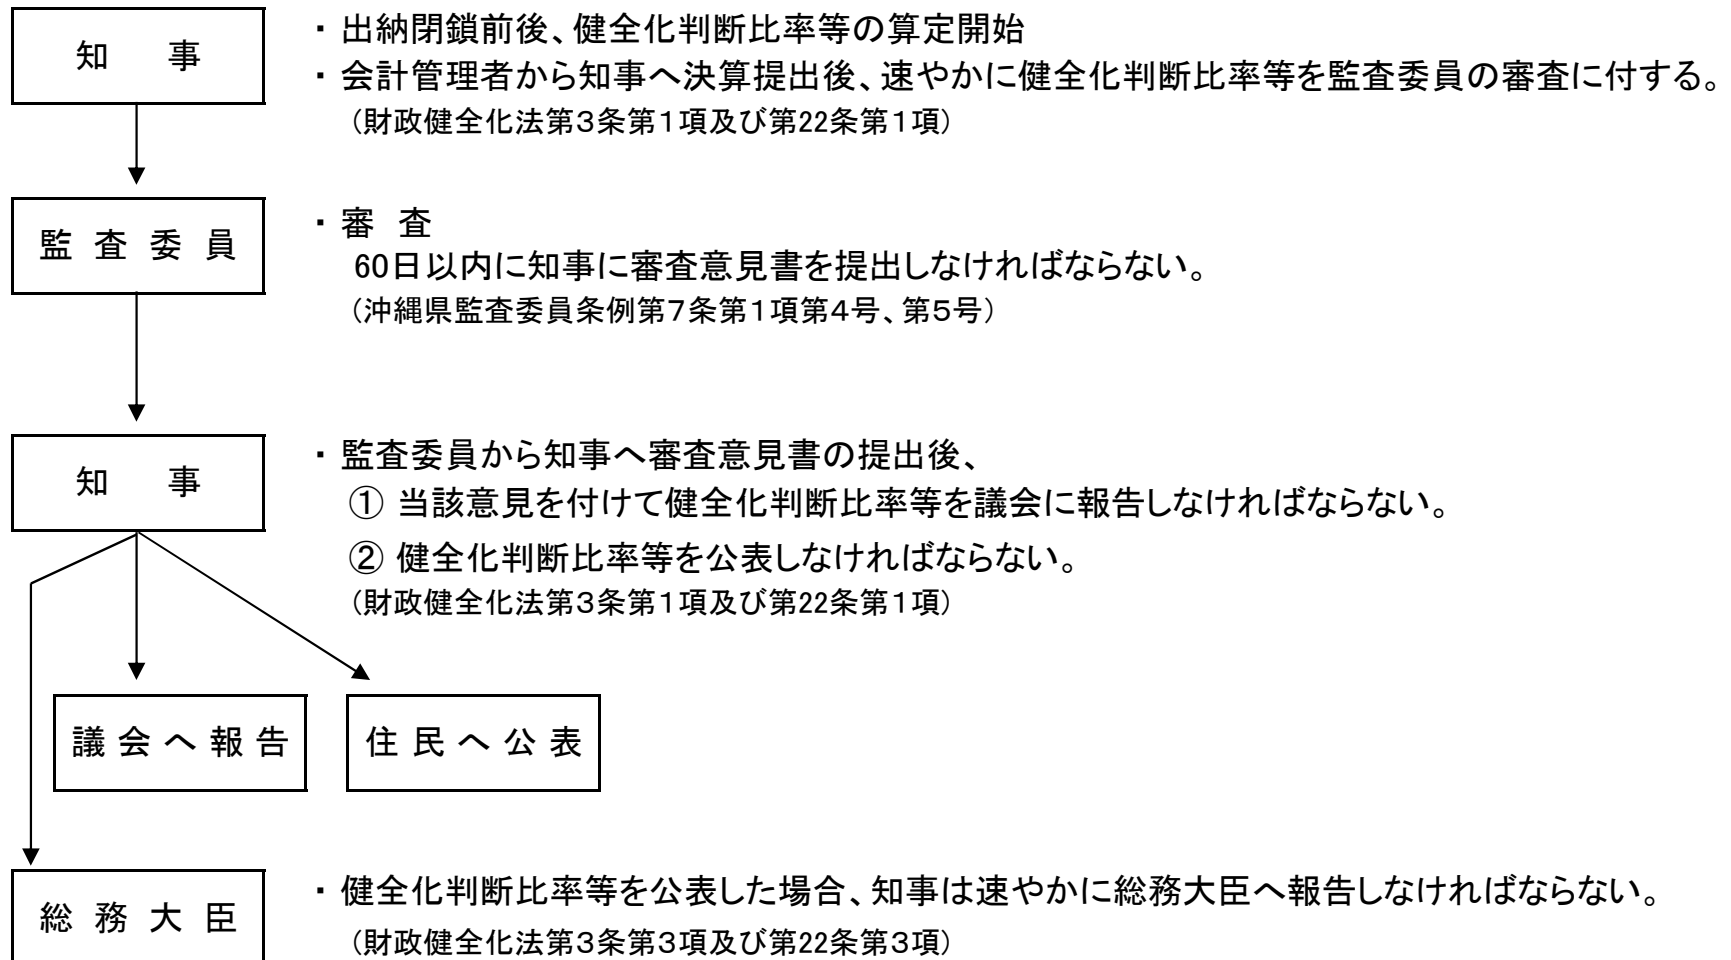 知　事
・ 出納閉鎖前後、健全化判断比率等の算定開始
・ 会計管理者から知事へ決算提出後、速やかに健全化判断比率等を監査委員の審査に付する。
（財政健全化法第３条第１項及び第22条第１項）
監 査 委 員
・ 審　査
60日以内に知事に審査意見書を提出しなければならない。
（沖縄県監査委員条例第７条第１項第４号、第５号）
知　事
・ 監査委員から知事へ審査意見書の提出後、
① 当該意見を付けて健全化判断比率等を議会に報告しなければならない。
② 健全化判断比率等を公表しなければならない。
（財政健全化法第３条第１項及び第22条第１項）
議 会 へ 報 告
住 民 へ 公 表
総 務 大 臣
・ 健全化判断比率等を公表した場合、知事は速やかに総務大臣へ報告しなければならない。
（財政健全化法第３条第３項及び第22条第３項）